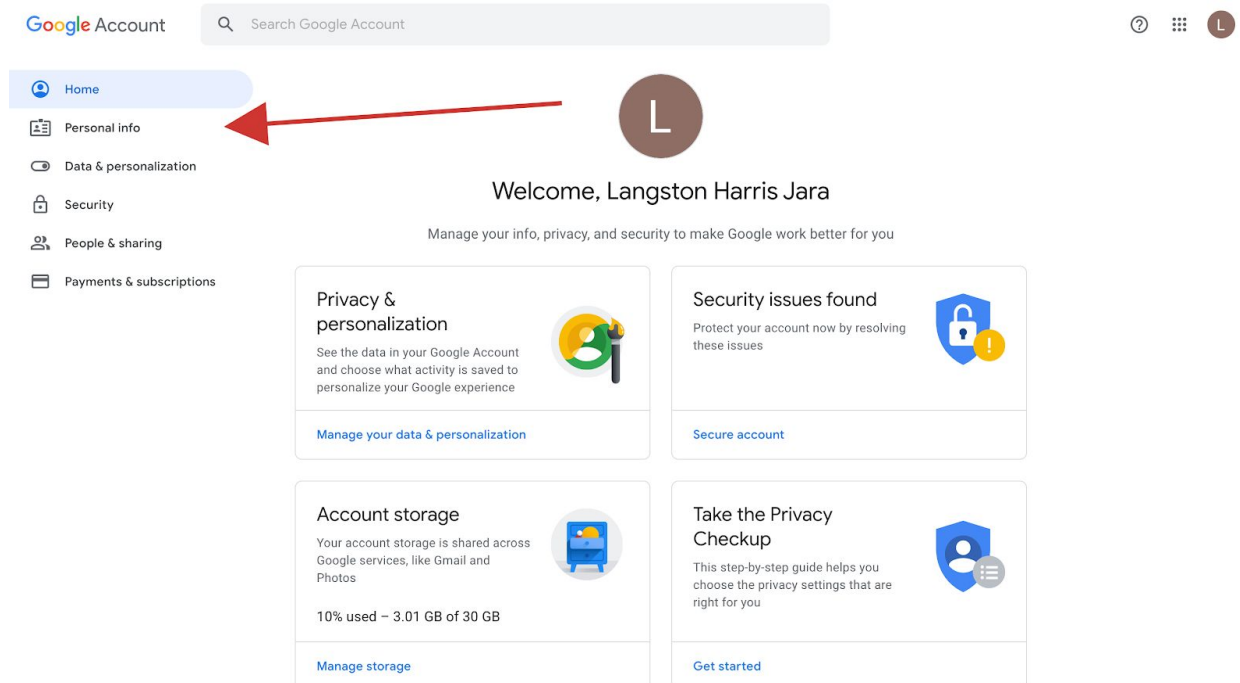 Google Account
Search Google Account
L
Home
Personal info
Data & personalization
Security
People & sharing
Payments & subscriptions
L
Welcome, Langston Harris Jara
Manage your info, privacy, and security to make Google work better for you
Privacy &
personalization
See the data in your Google Account
and choose what activity is saved to
personalize your Google experience
Manage your data & personalization
Security issues found
Protect your account now by resolving
these issues
Secure account
Account storage
Your account storage is shared across
Google services, like Gmail and
Photos
10% used – 3.01 GB of 30 GB
Manage storage
Take the Privacy
Checkup
This step-by-step guide helps you
choose the privacy settings that are
right for you
Get started